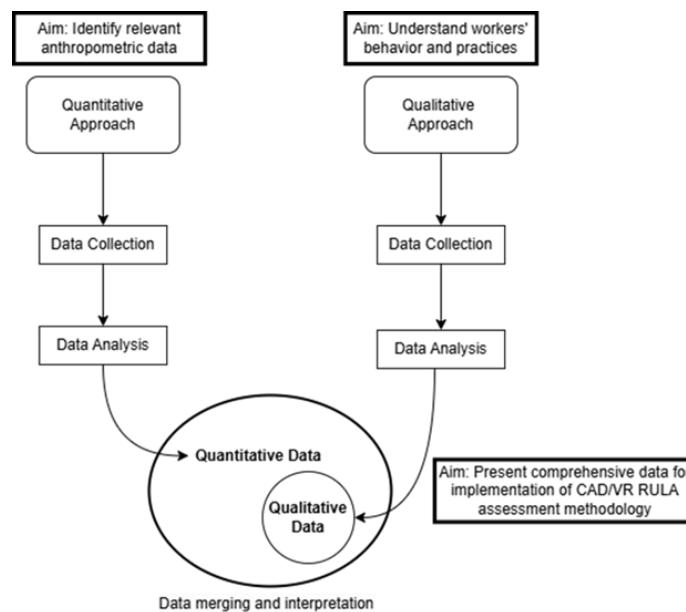 Aim: Identify relevant
anthropometric data
Aim: Understand workers'
behavior and practices
Quantitative
Approach
Qualitative
Approach
Data Collection
Data Collection
Data Analysis
Data Analysis
Quantitative Data
Qualitative
Data
Aim: Present comprehensive data fo
implementation of CAD/VR RULA
assessment methodology
Data merging and interpretation